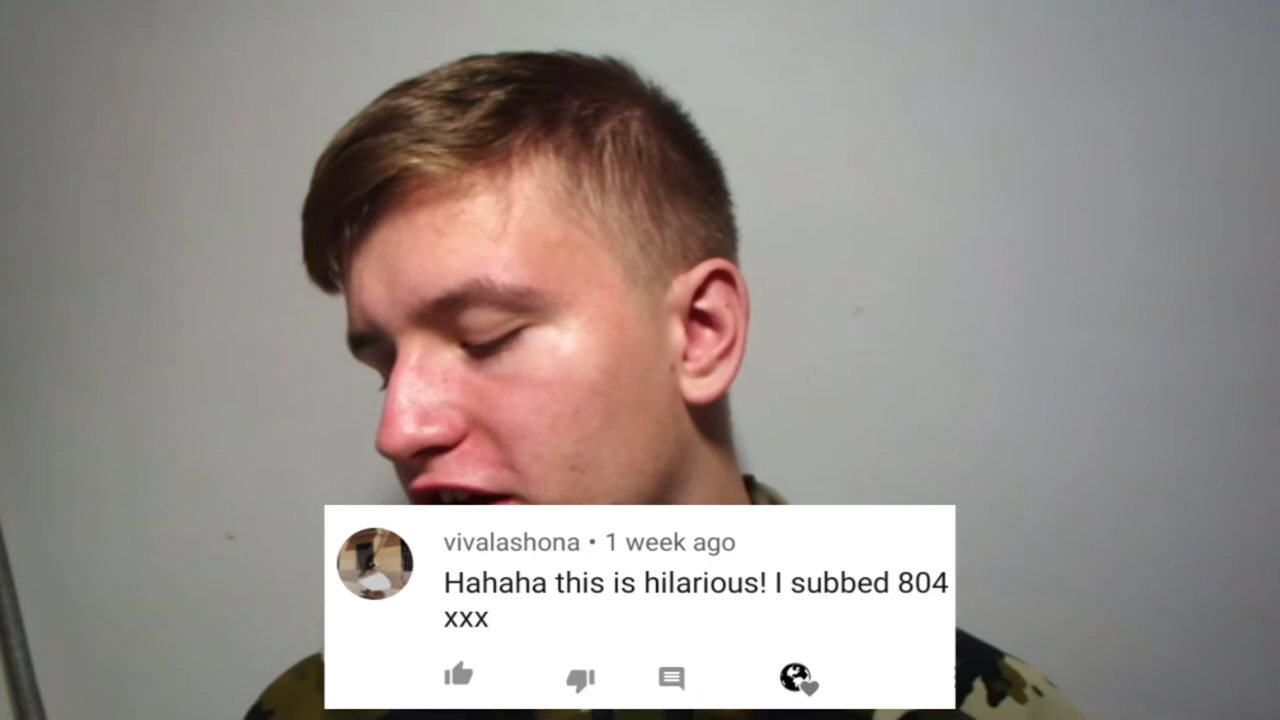 vivalashona • 1 week ago
Hahaha this is hilarious! I subbed 804
xxx